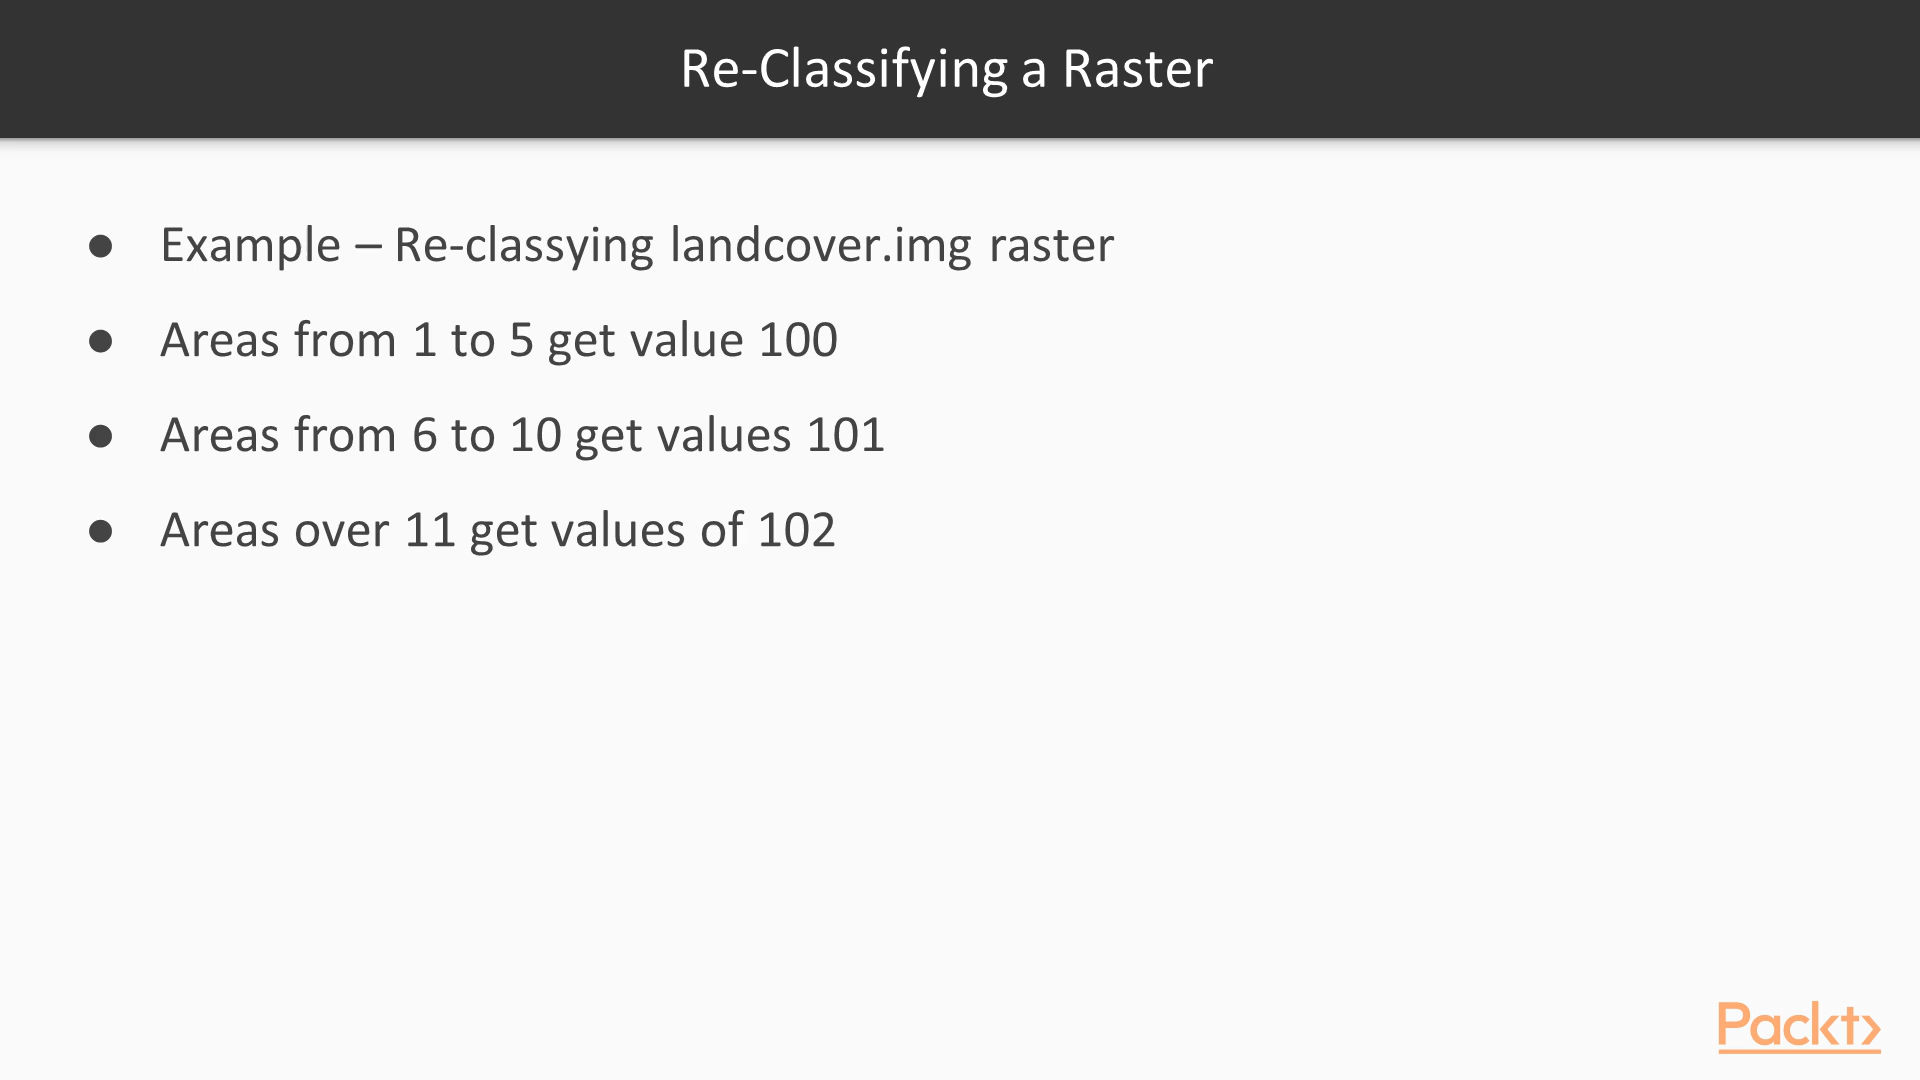 Re-Classifying a Raster
● Example – Re-classying landcover.img raster
● Areas from 1 to 5 get value 100
● Areas from 6 to 10 get values 101
● Areas over 11 get values of 102
Packt>